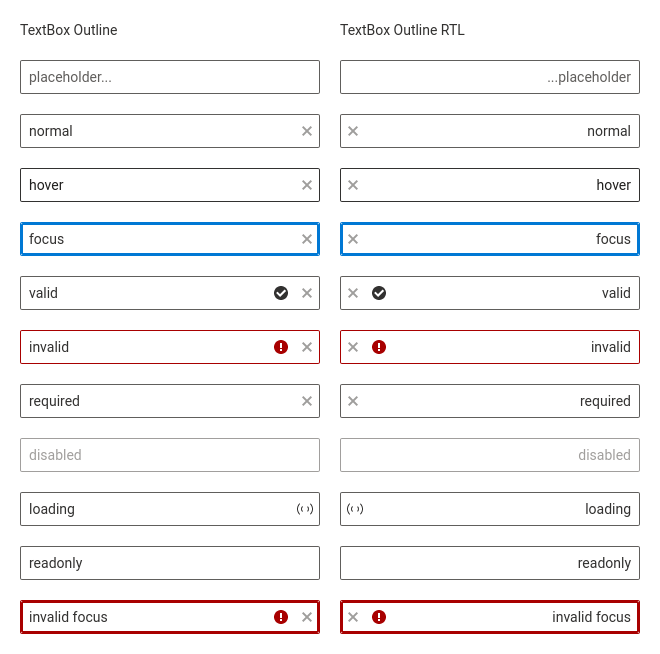 TextBox Outline
placeholder...
normal
hover
focus
valid
invalid
required
disabled
loading
readonly
invalid focus
TextBox Outline RTL
...placeholder
normal
hover
focus
valid
invalid
required
disabled
loading
readonly
invalid focus